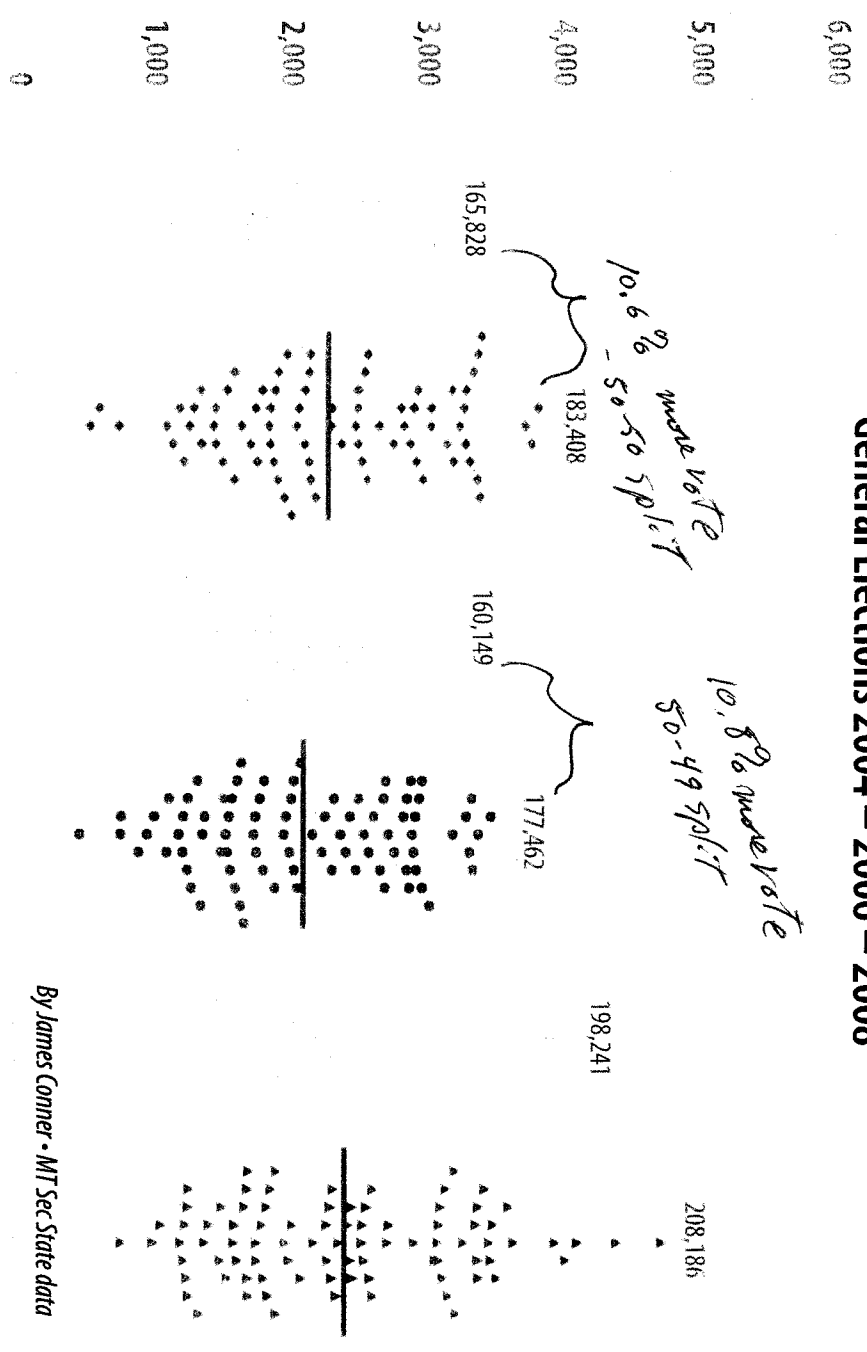 General Elections 2004 – 2006 – 2008
6,000
5,000
4,000
3,000
2,000
1,000
0
10.6% more vote
- 50-50 split
10.8% more vote
50-49 split
165,828
183,408
160,149
177,462
198,241
208,186
By James Conner • MT Sec State data